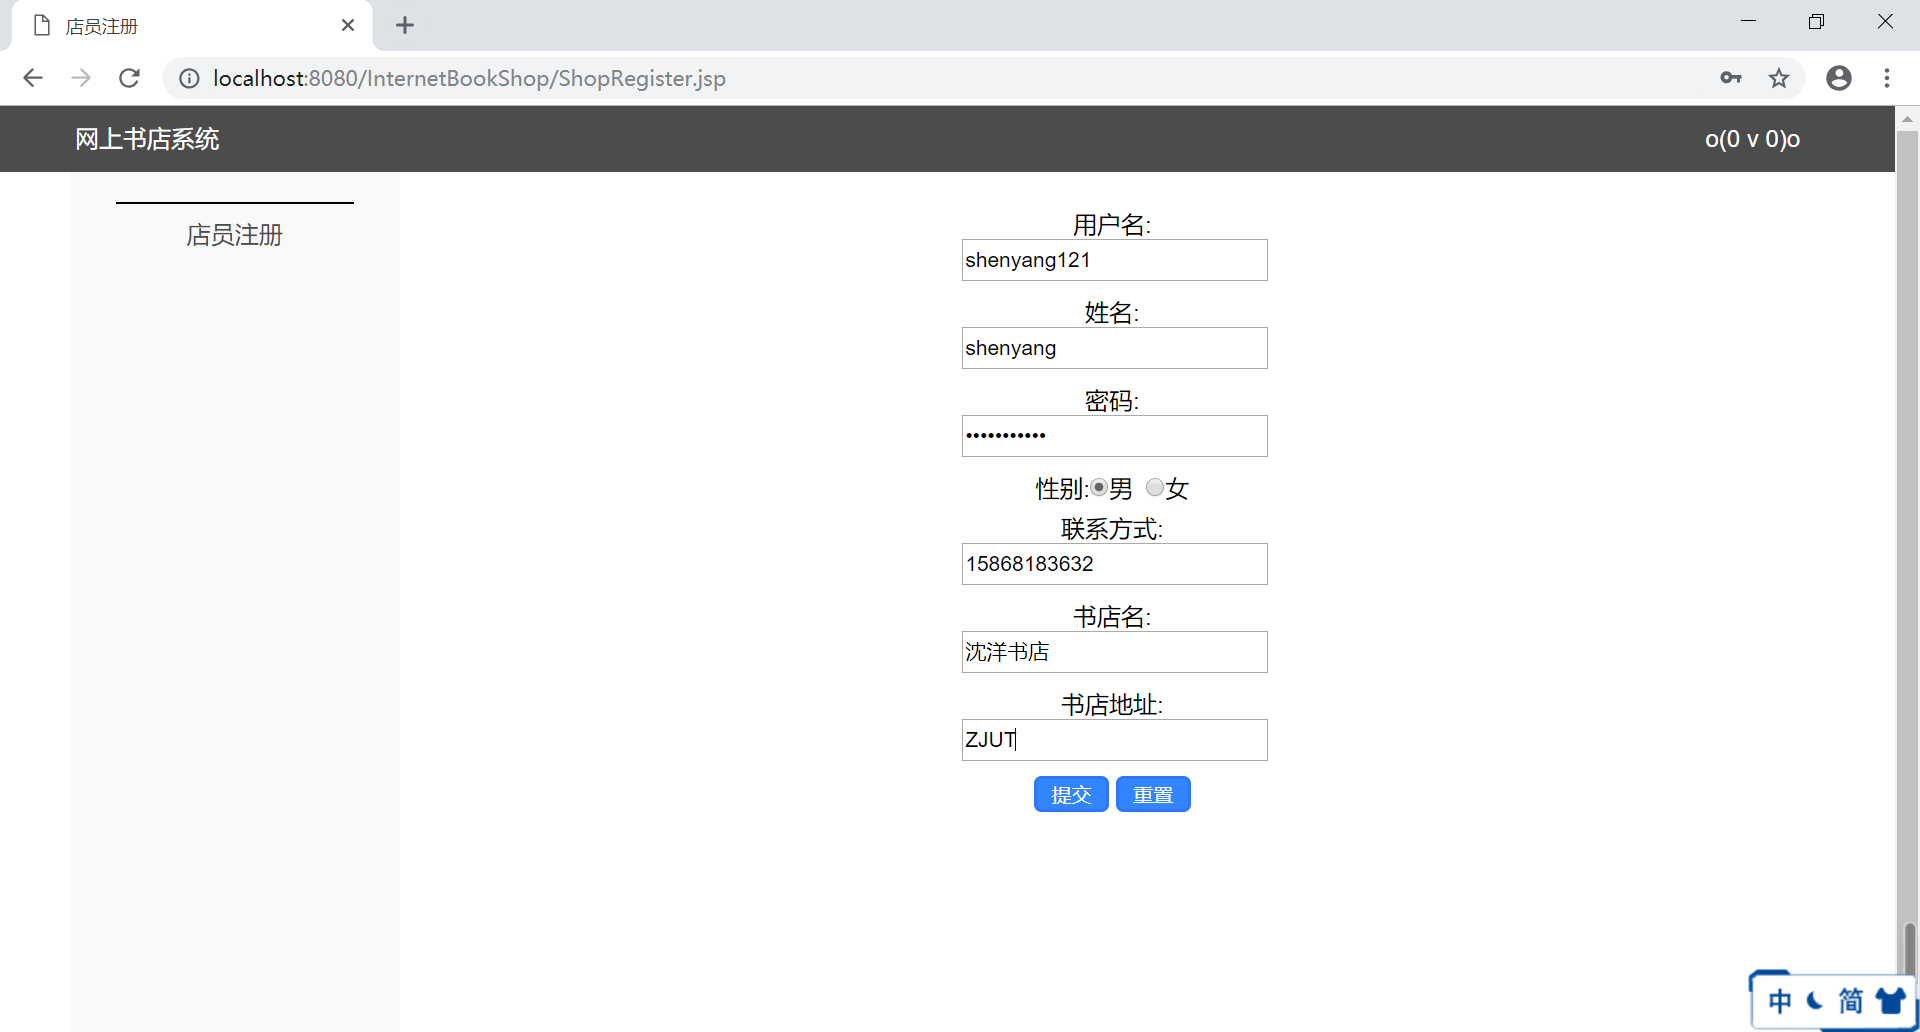 店员注册
localhost:8080/InternetBookShop/ShopRegister.jsp
网上书店系统
o(0 v 0)o
店员注册
用户名:
shenyang121
姓名:
shenyang
密码:
•••••••••••
性别:男 女
联系方式:
15868183632
书店名:
沈洋书店
书店地址:
ZJUT
提交 重置
中 简